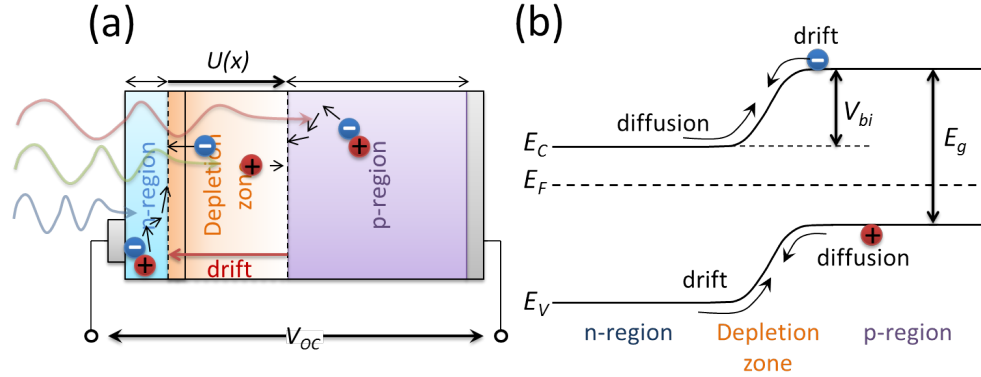 (a)
U(x)
n-region
Depletion
zone
p-region
drift
V_OC
(b)
drift
diffusion
V_bi
E_C
E_g
E_F
diffusion
drift
E_V
n-region
Depletion
zone
p-region